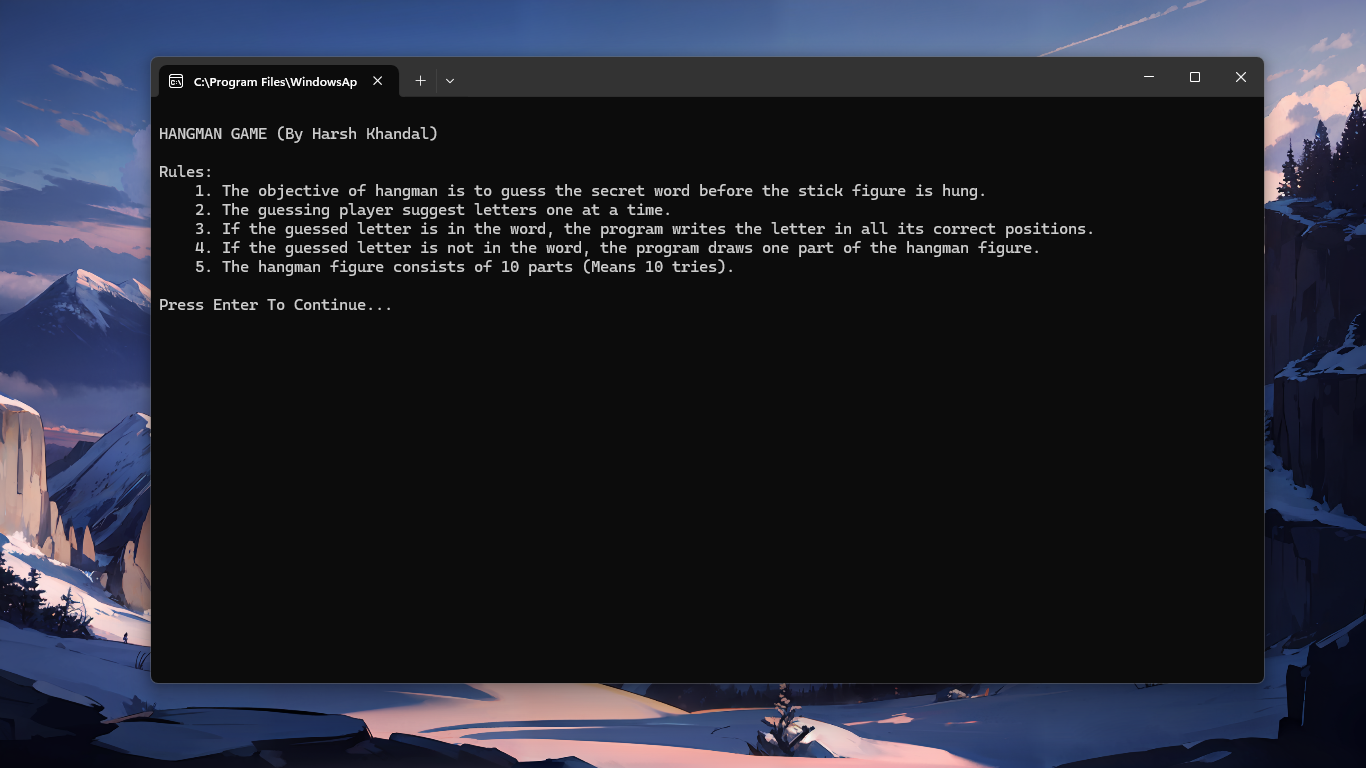 C:\Program Files\WindowsAp
HANGMAN GAME (By Harsh Khandal)
Rules:
1. The objective of hangman is to guess the secret word before the stick figure is hung.
2. The guessing player suggest letters one at a time.
3. If the guessed letter is in the word, the program writes the letter in all its correct positions.
4. If the guessed letter is not in the word, the program draws one part of the hangman figure.
5. The hangman figure consists of 10 parts (Means 10 tries).
Press Enter To Continue...